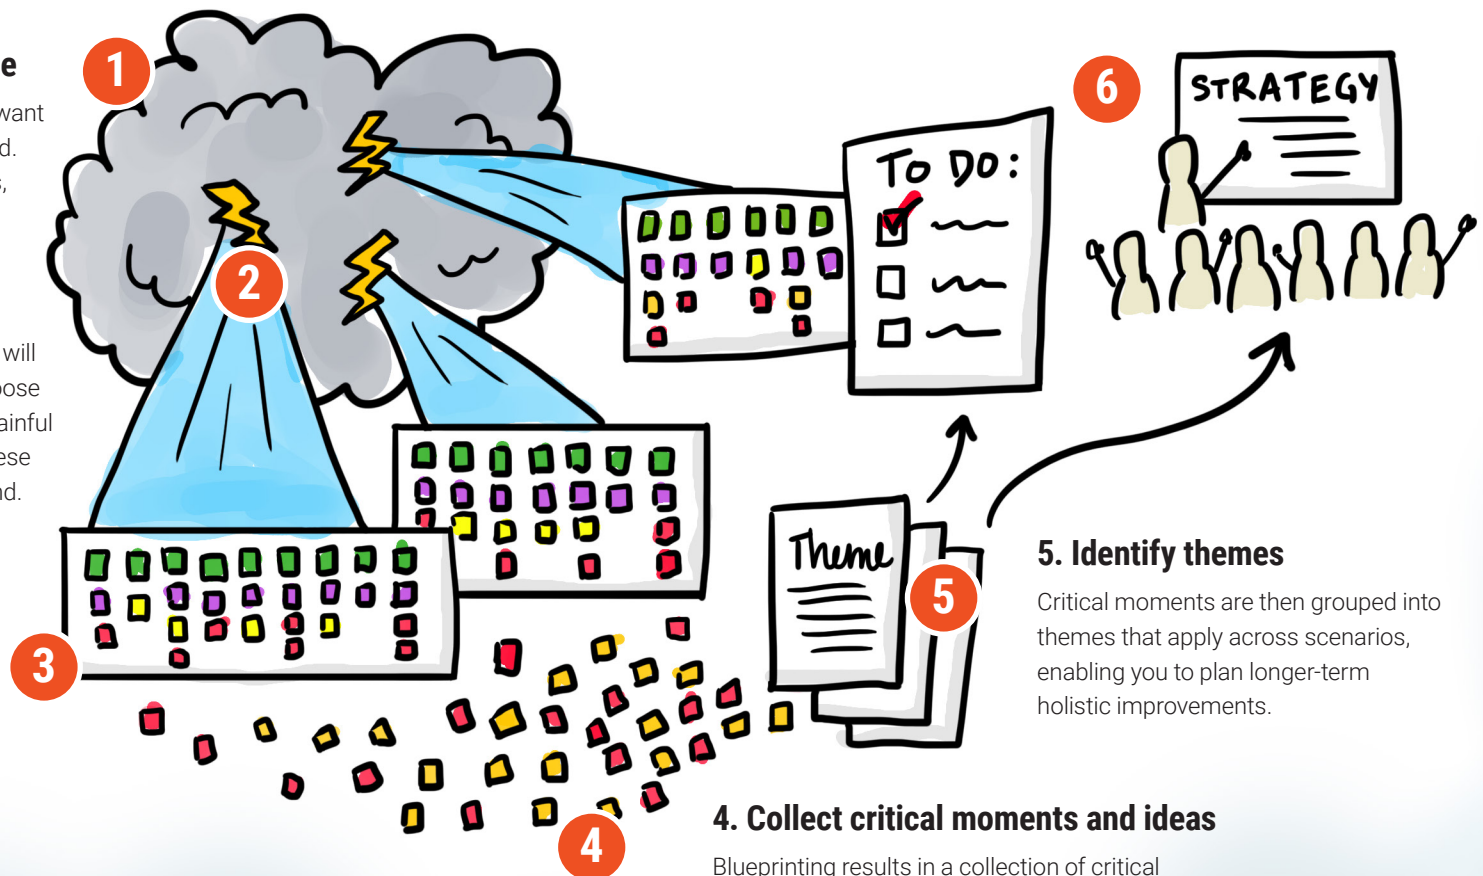 1
e
want
d.
s,
2
will
oose
ainful
ese
nd.
3
TO DO:
6
STRATEGY
Theme
5
5. Identify themes
Critical moments are then grouped into
themes that apply across scenarios,
enabling you to plan longer-term
holistic improvements.
4
4. Collect critical moments and ideas
Blueprinting results in a collection of critical